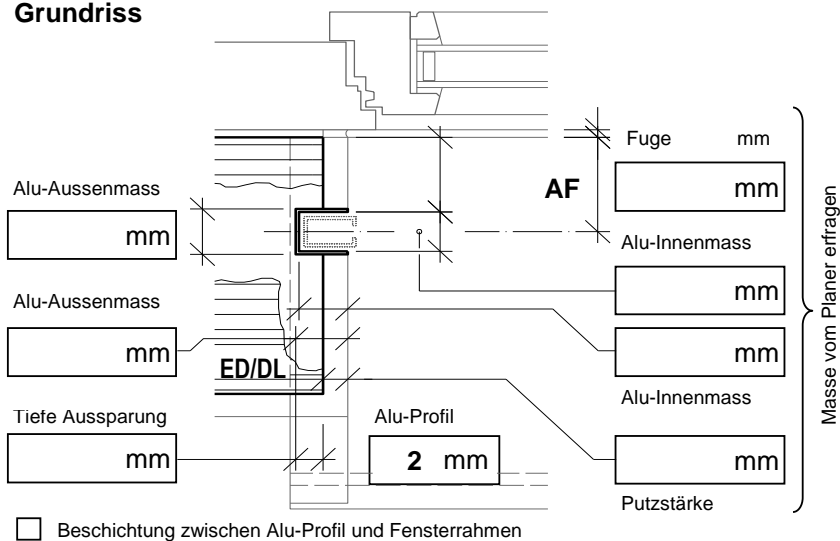 Grundriss
Fuge mm
mm
AF
Alu-Aussenmass
mm
Alu-Innenmass
mm
Alu-Aussenmass
mm
mm
ED/DL
Alu-Innenmass
Tiefe Aussparung
mm
Alu-Profil
2 mm
mm
Putzstärke
Masse vom Planer erfragen
Beschichtung zwischen Alu-Profil und Fensterrahmen